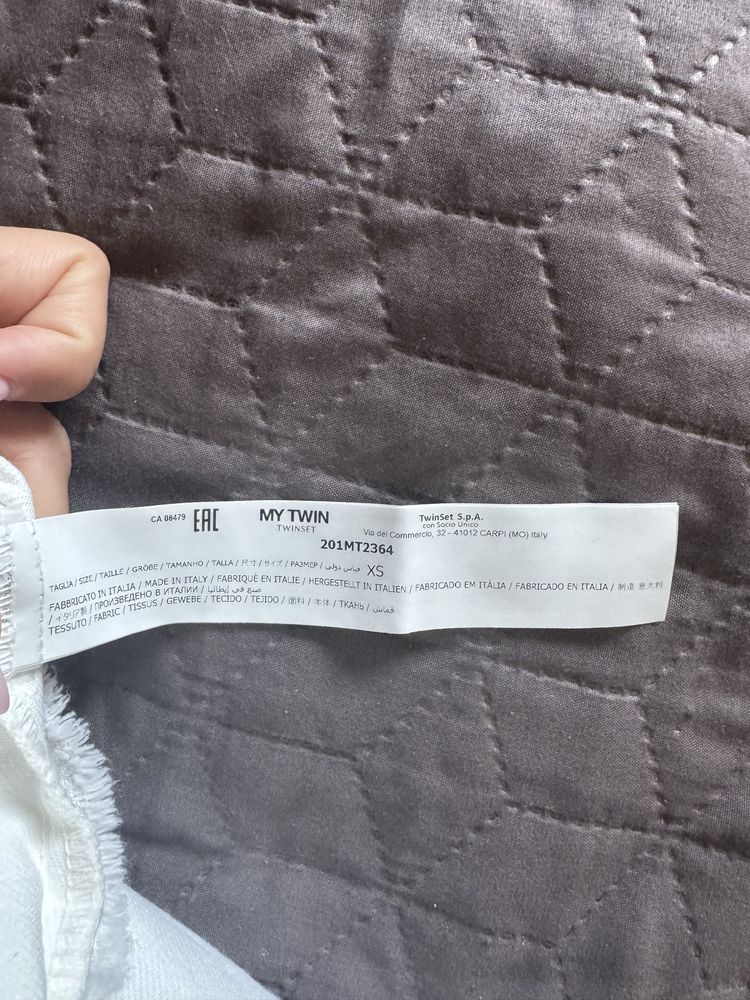 CA 08479 EAC MY TWIN TwinSet S.p.A.
TWINSET con Socio Unico
Via del Commercio, 32 - 41012 CARPI (MO) Italy
201MT2364
TAGLIA / SIZE / TAILLE / GRÖBE / TAMANHO / TALLA / 尺寸 / サイズ / РАЗМЕР / قياس دولي XS
FABBRICATO IN ITALIA / MADE IN ITALY / FABRIQUÉ EN ITALIE / HERGESTELLT IN ITALIEN / FABRICADO EM ITÁLIA / FABRICADO EN ITALIA / 制造 意大利
/ イタリア製 / ПРОИЗВЕДЕНО В ИТАЛИИ / صنع في إيطاليا
TESSUTO / FABRIC / TISSUS / GEWEBE / TECIDO / TEJIDO / 面料 / 本体 / ТКАНЬ / قماش